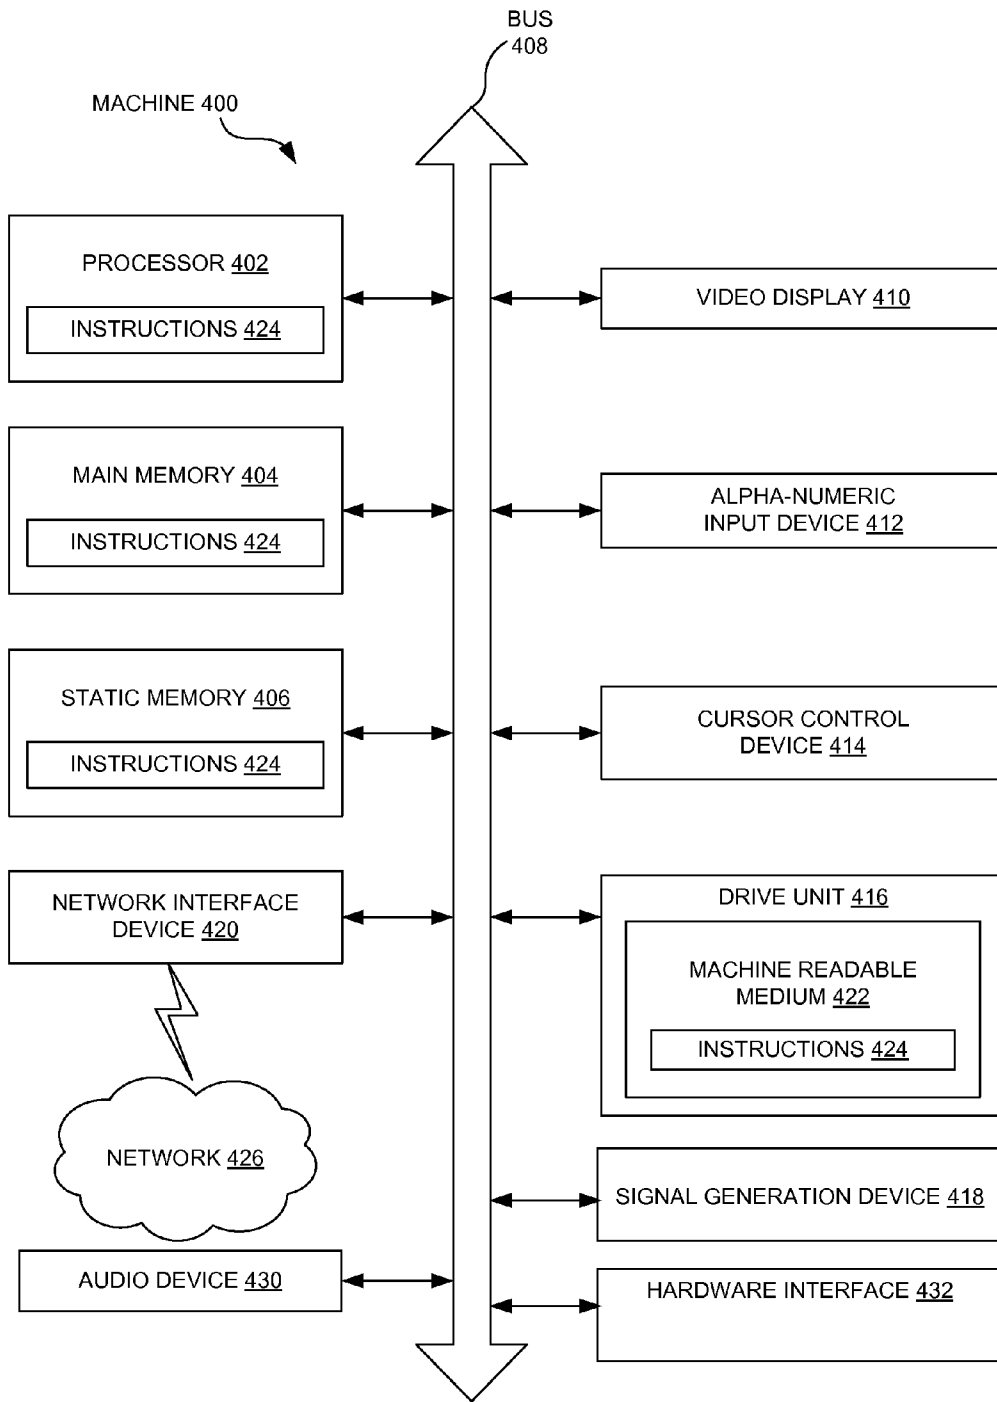 BUS
408
MACHINE 400
PROCESSOR 402
INSTRUCTIONS 424
VIDEO DISPLAY 410
MAIN MEMORY 404
INSTRUCTIONS 424
ALPHA-NUMERIC
INPUT DEVICE 412
STATIC MEMORY 406
INSTRUCTIONS 424
CURSOR CONTROL
DEVICE 414
NETWORK INTERFACE
DEVICE 420
DRIVE UNIT 416
MACHINE READABLE
MEDIUM 422
INSTRUCTIONS 424
NETWORK 426
SIGNAL GENERATION DEVICE 418
AUDIO DEVICE 430
HARDWARE INTERFACE 432